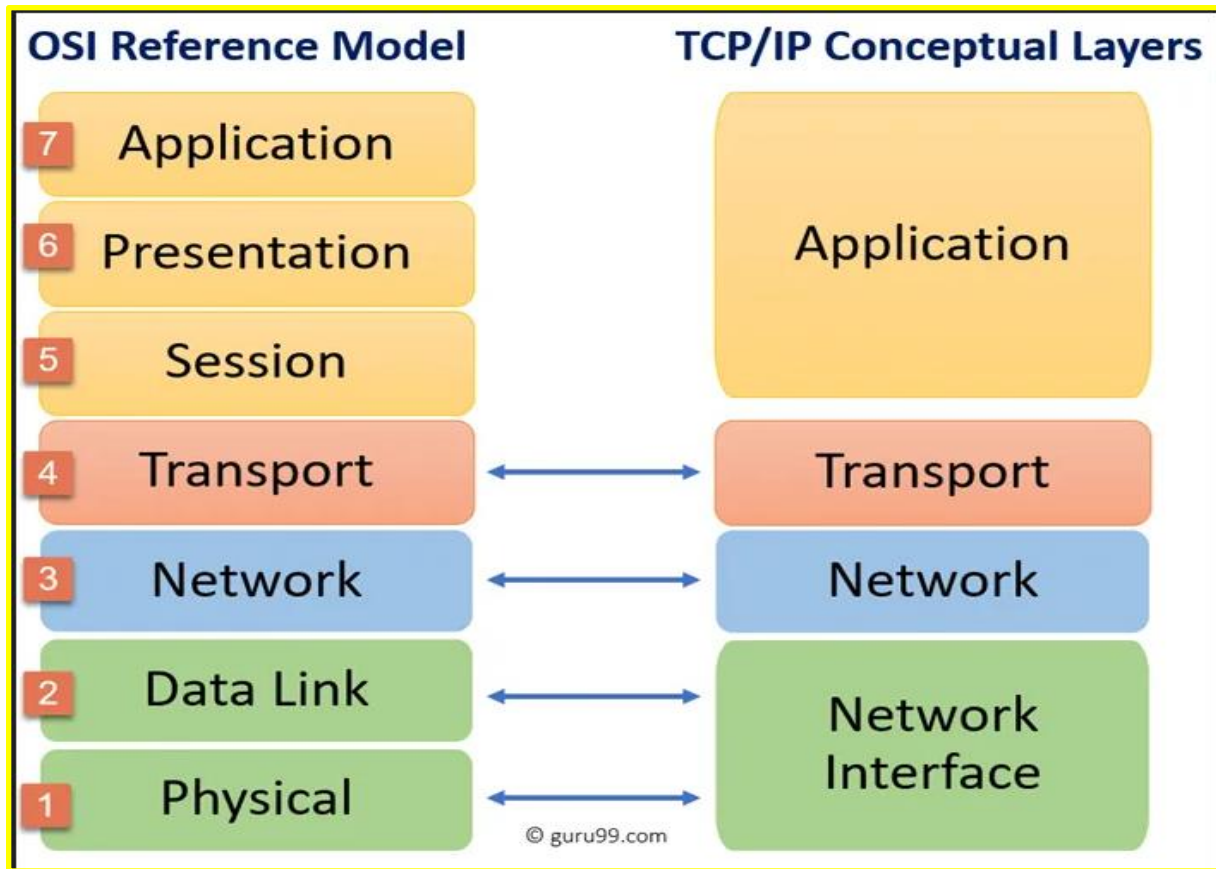 OSI Reference Model
TCP/IP Conceptual Layers
7 Application
6 Presentation
5 Session
Application
4 Transport
Transport
3 Network
Network
2 Data Link
1 Physical
Network
Interface
© guru99.com